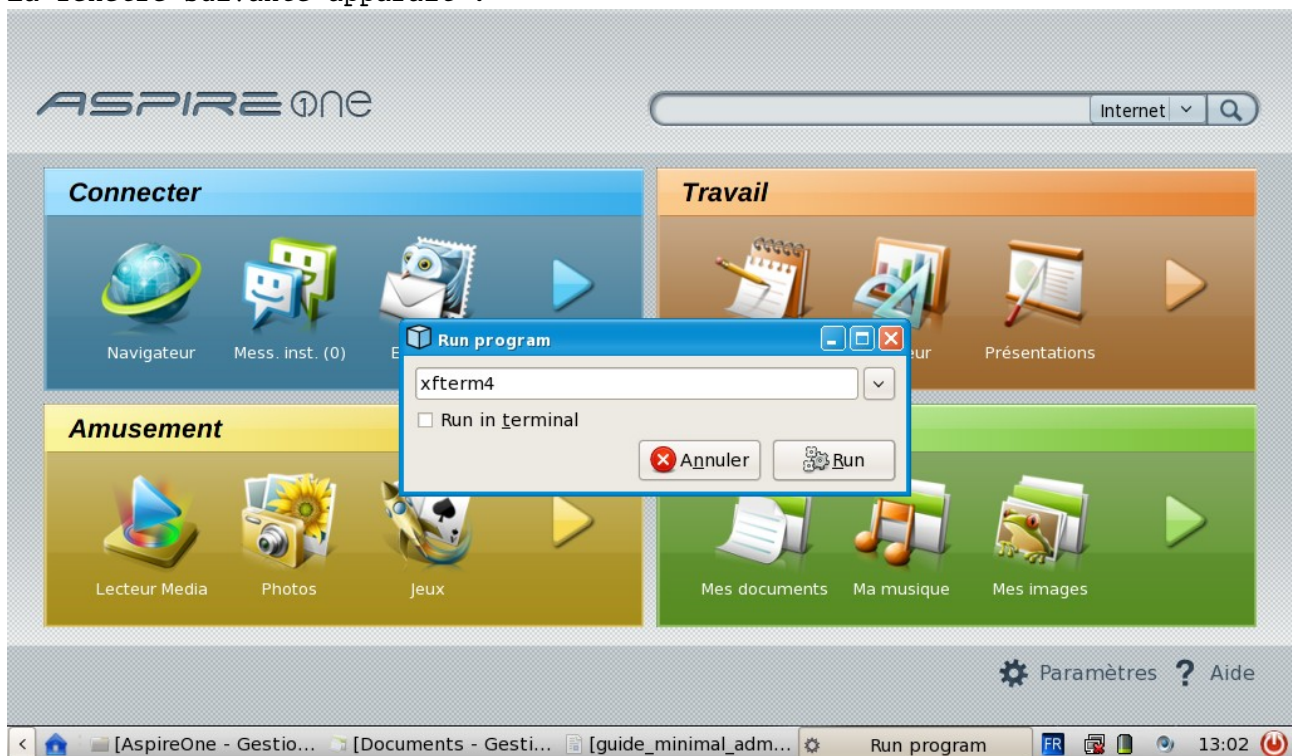 la fenêtre suivante apparaît :
ASPIRE one
Internet
Connecter
Travail
Navigateur
Mess. inst. (0)
E
eur
Présentations
Run program
xfterm4
Run in terminal
Annuler
Run
Amusement
Lecteur Media
Photos
Jeux
Mes documents
Ma musique
Mes images
Paramètres
? Aide
[AspireOne - Gestio...
[Documents - Gesti...
[guide_minimal_adm...
Run program
FR
13:02